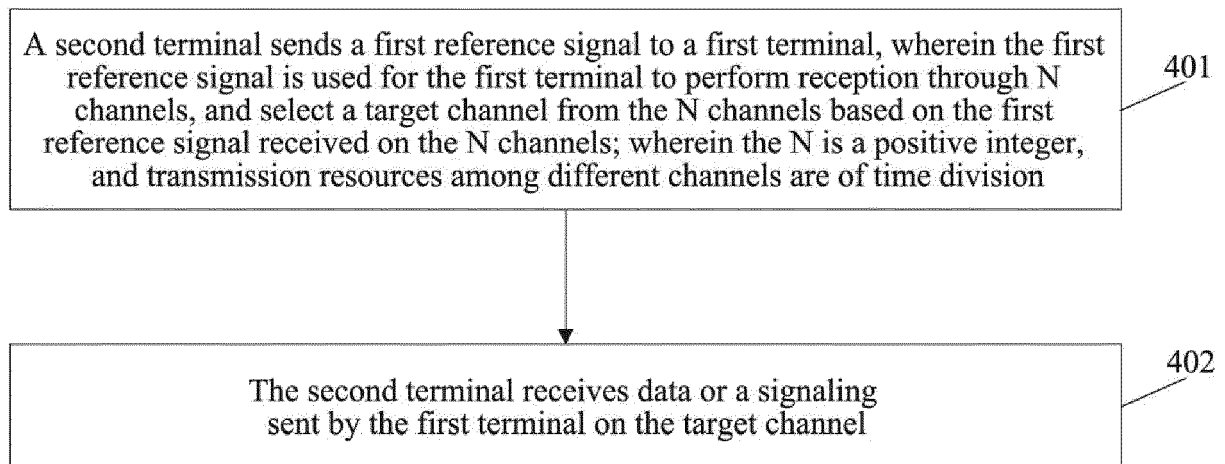 A second terminal sends a first reference signal to a first terminal, wherein the first
reference signal is used for the first terminal to perform reception through N
channels, and select a target channel from the N channels based on the first
reference signal received on the N channels; wherein the N is a positive integer,
and transmission resources among different channels are of time division
401
The second terminal receives data or a signaling
sent by the first terminal on the target channel
402